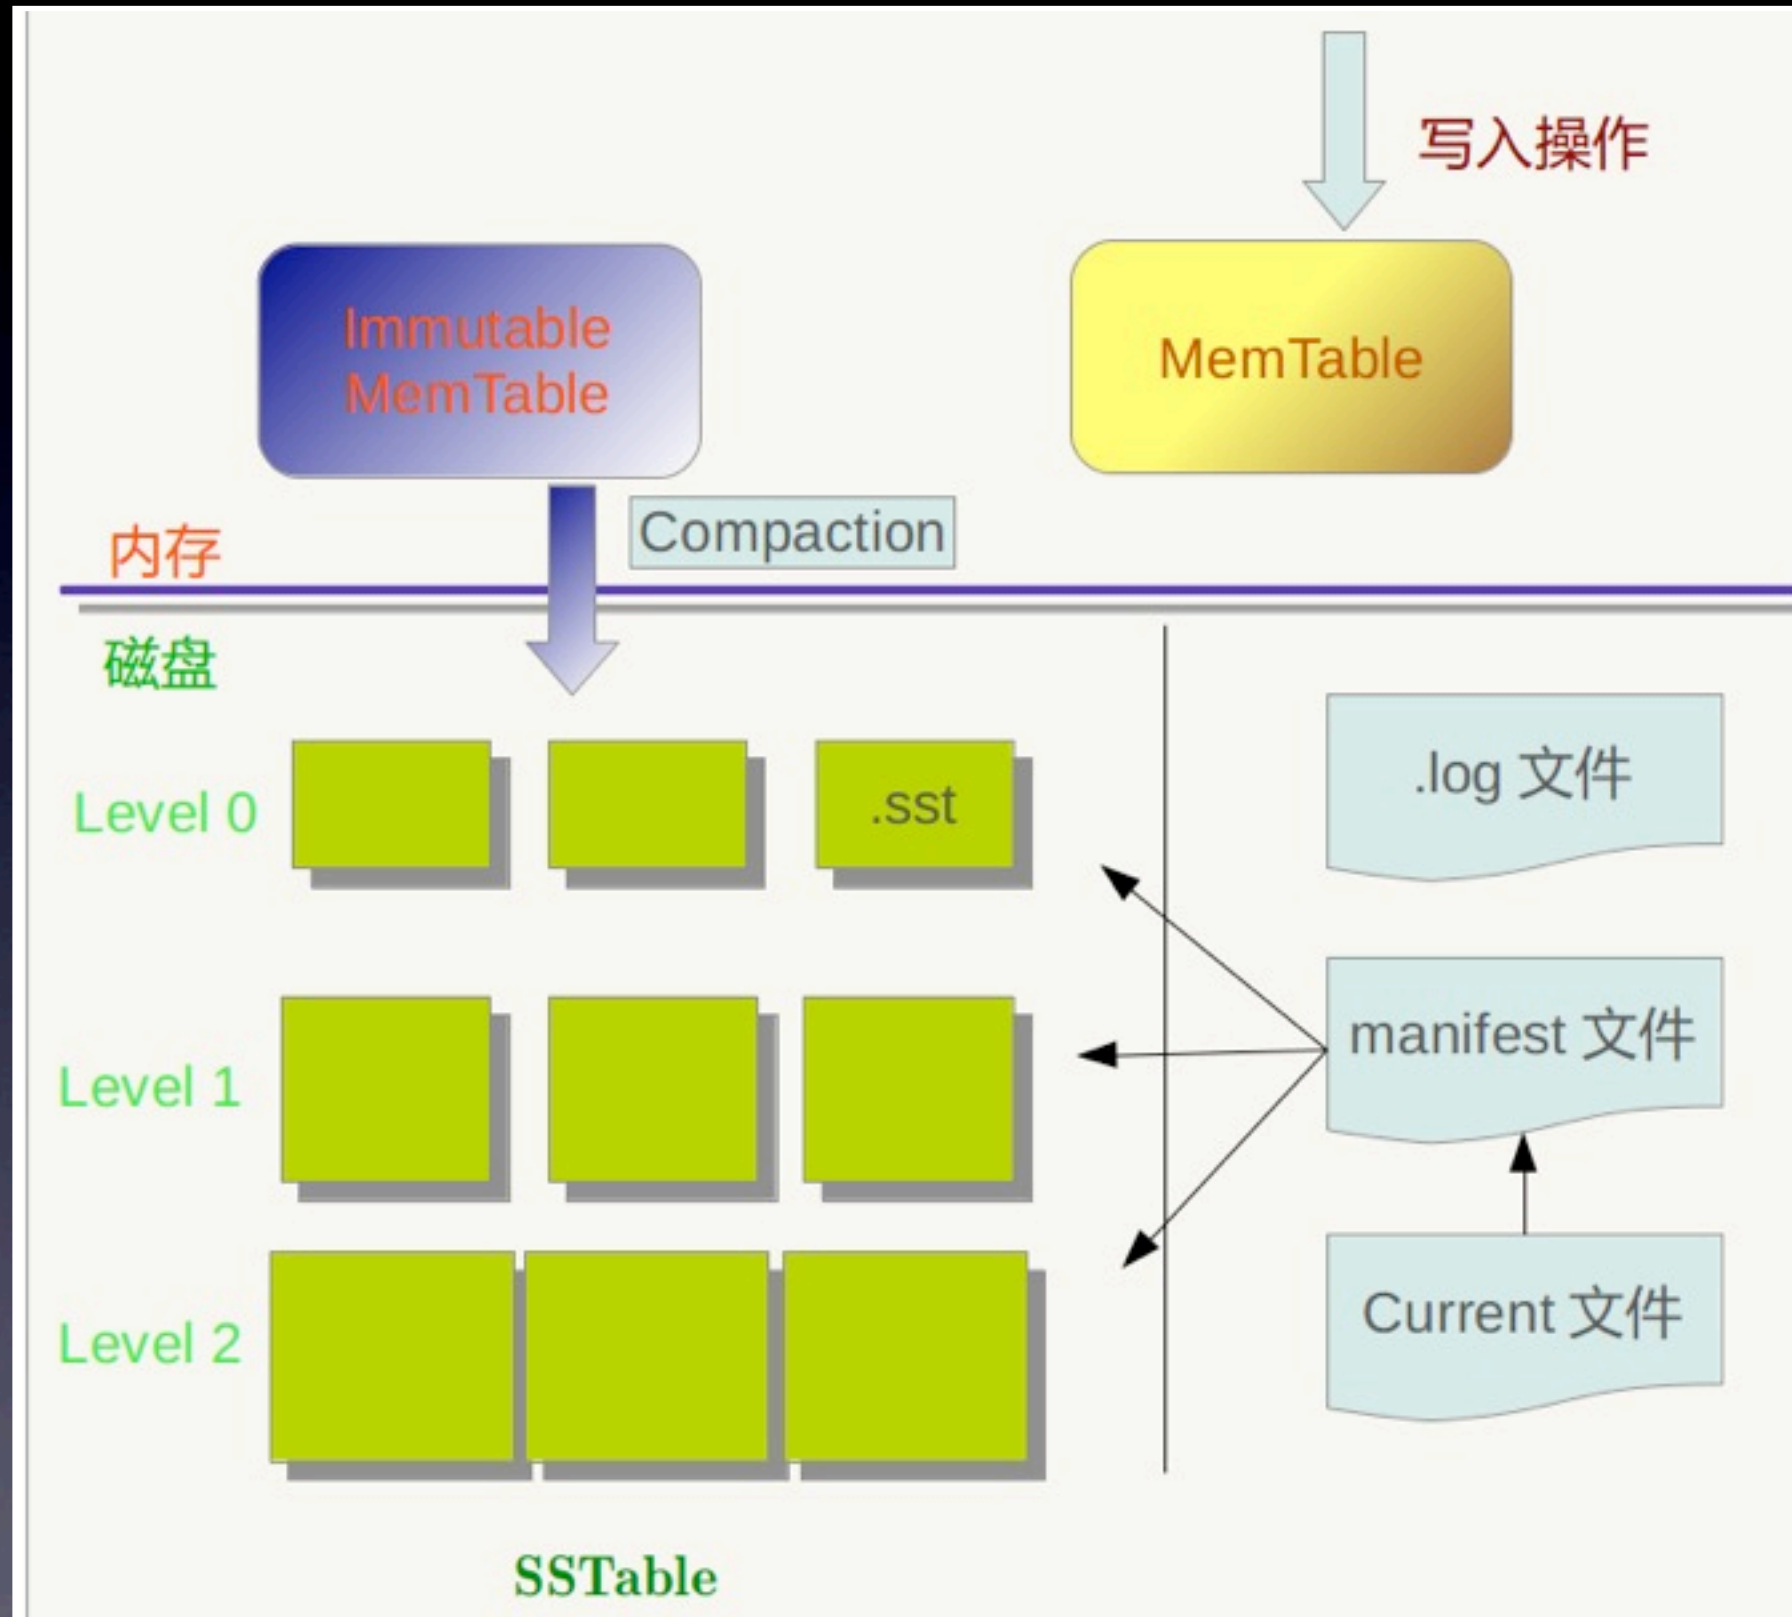 写入操作
Immutable
MemTable
MemTable
Compaction
内存
磁盘
Level 0
.sst
.log 文件
Level 1
manifest 文件
Level 2
Current 文件
SSTable